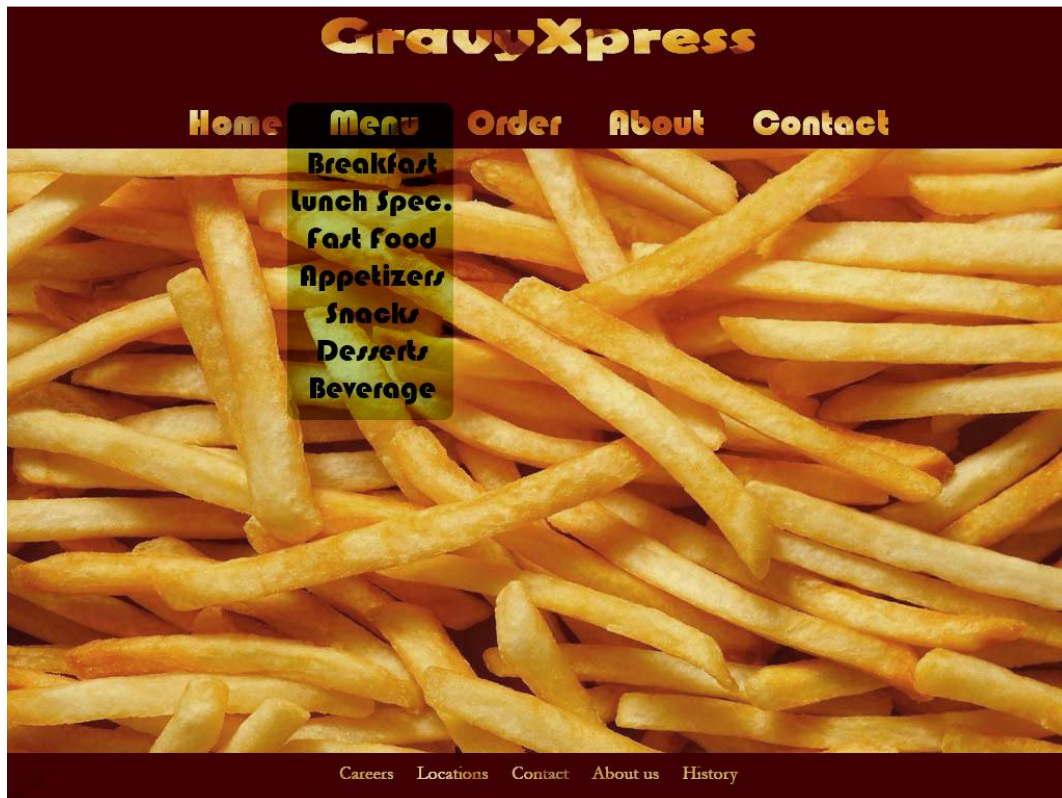 GravyXpress
Home Menu Order About Contact
Breakfast
Lunch Spec.
Fast Food
Appetizers
Snacks
Desserts
Beverage
Careers Locations Contact About us History